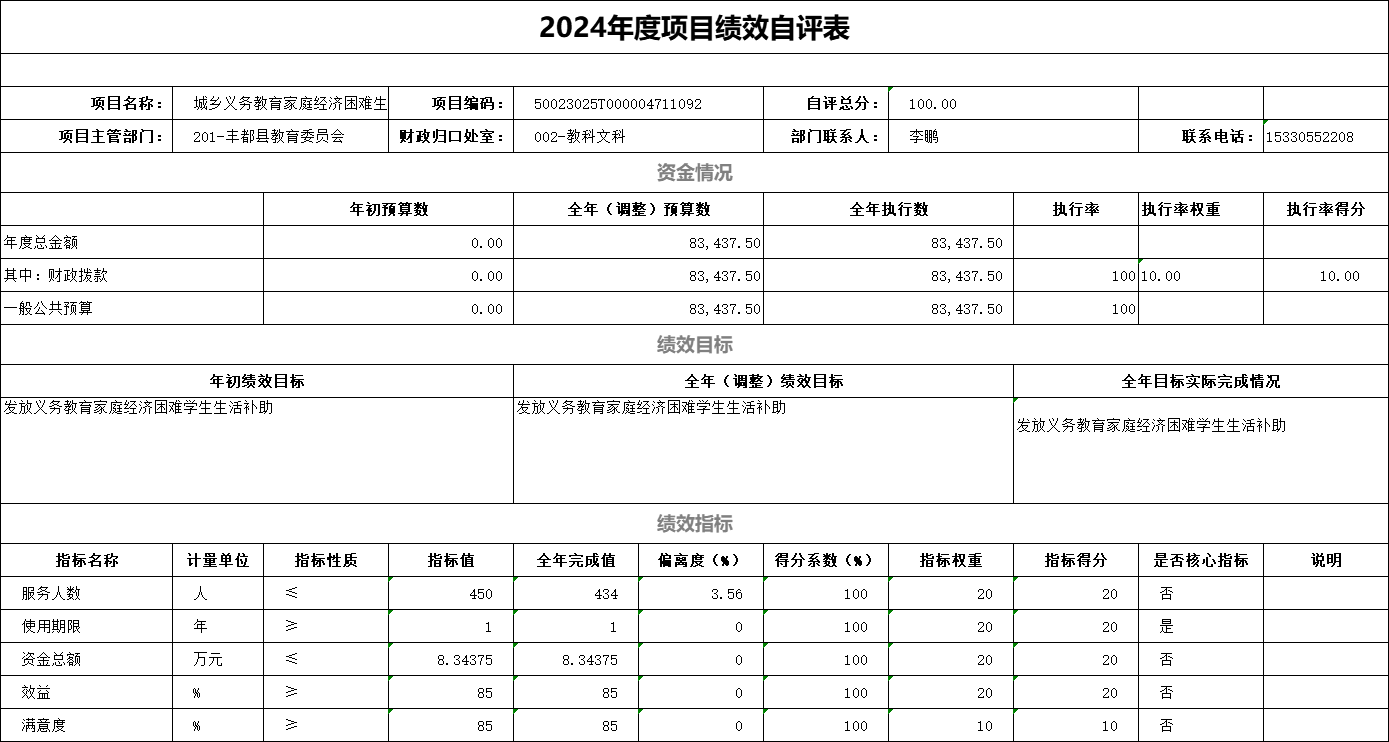 2024年度项目绩效自评表
项目名称： 城乡义务教育家庭经济困难生 项目编码： 50023025T000004711092 自评总分： 100.00
项目主管部门： 201-丰都县教育委员会 财政归口处室： 002-教科文科 部门联系人： 李鹏 联系电话： 15330552208
资金情况
年初预算数 全年（调整）预算数 全年执行数 执行率 执行率权重 执行率得分
年度总金额 0.00 83,437.50 83,437.50
其中：财政拨款 0.00 83,437.50 83,437.50 100 10.00 10.00
一般公共预算 0.00 83,437.50 83,437.50 100
绩效目标
年初绩效目标 全年（调整）绩效目标 全年目标实际完成情况
发放义务教育家庭经济困难学生生活补助 发放义务教育家庭经济困难学生生活补助 发放义务教育家庭经济困难学生生活补助
绩效指标
指标名称 计量单位 指标性质 指标值 全年完成值 偏离度（%） 得分系数（%） 指标权重 指标得分 是否核心指标 说明
服务人数 人 ≤ 450 434 3.56 100 20 20 否
使用期限 年 ≥ 1 1 0 100 20 20 是
资金总额 万元 ≤ 8.34375 8.34375 0 100 20 20 否
效益 % ≥ 85 85 0 100 20 20 否
满意度 % ≥ 85 85 0 100 10 10 否